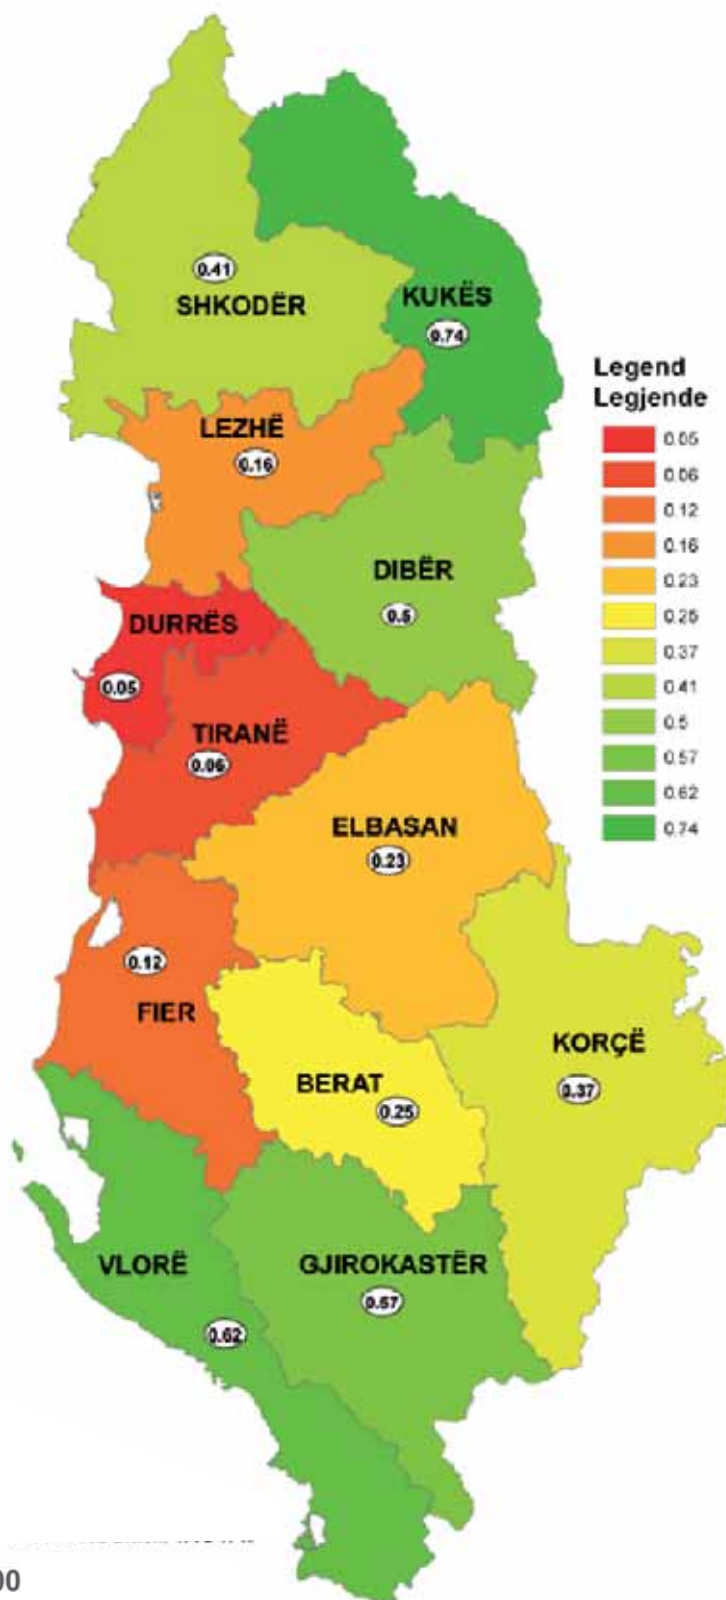 0.41
SHKODËR
KUKËS
0.74
LEZHË
0.16
DIBËR
0.5
DURRËS
0.05
TIRANË
0.06
ELBASAN
0.23
0.12
FIER
KORÇË
0.37
BERAT
0.25
VLORË
0.62
GJIROKASTËR
0.57
Legend
Legjende
0.05
0.06
0.12
0.16
0.23
0.25
0.37
0.41
0.5
0.57
0.62
0.74
00